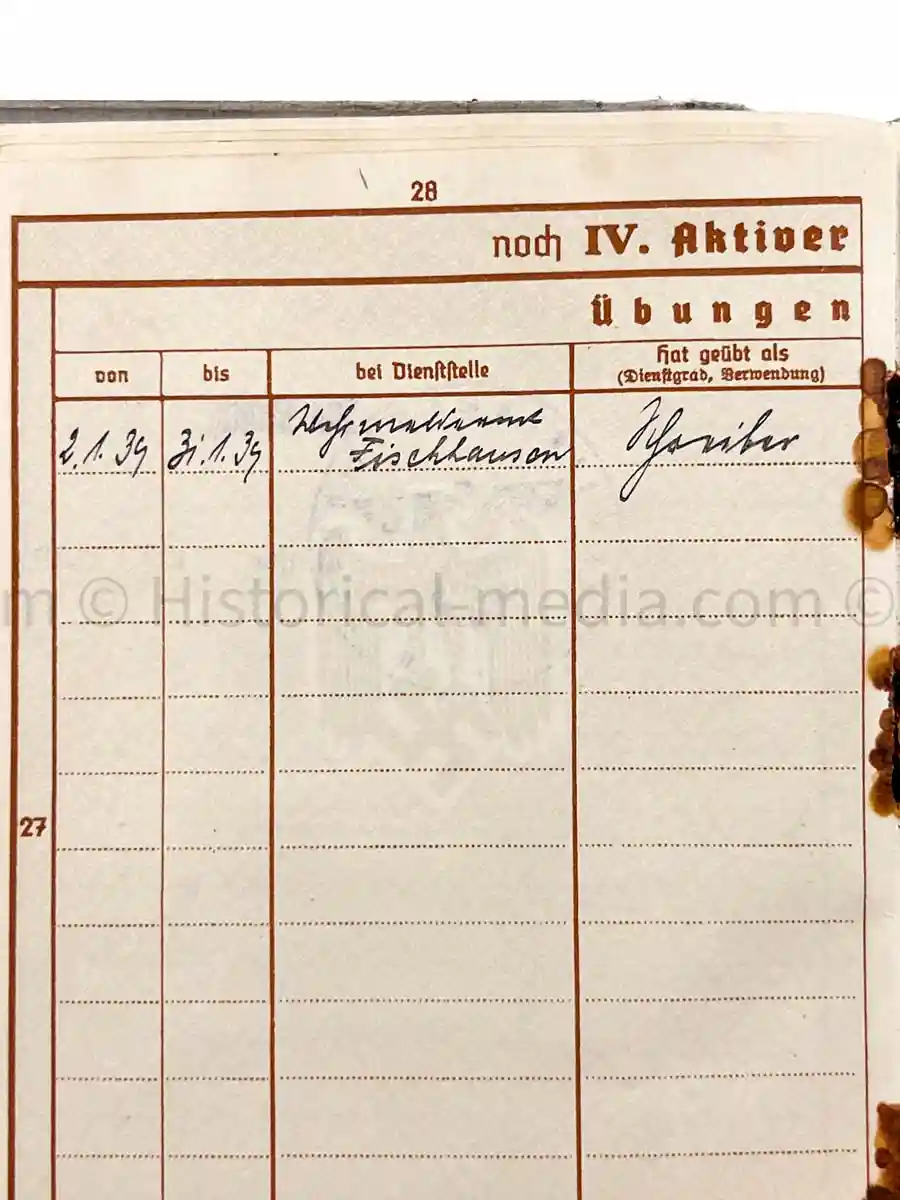 28
noch IV. Aktiver
Übungen
von bis bei Dienststelle Hat geübt als
(Dienstgrad, Verwendung)
Wehrmeldeamt
2.1.39 31.1.39 Fischhausen Schreiber
m © Historical-media.com ©
27